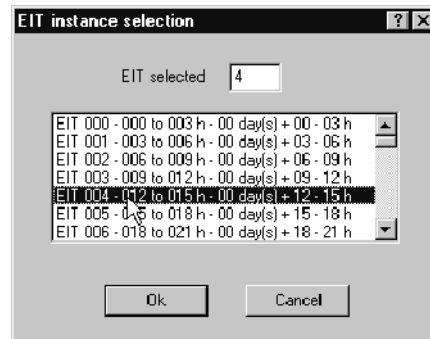 EIT instance selection
EIT selected 4
EIT 000 - 000 to 003 h - 00 day(s) + 00 - 03 h
EIT 001 - 003 to 006 h - 00 day(s) + 03 - 06 h
EIT 002 - 006 to 009 h - 00 day(s) + 06 - 09 h
EIT 003 - 009 to 012 h - 00 day(s) + 09 - 12 h
EIT 004 - 012 to 015 h - 00 day(s) + 12 - 15 h
EIT 005 - 015 to 018 h - 00 day(s) + 15 - 18 h
EIT 006 - 018 to 021 h - 00 day(s) + 18 - 21 h
Ok Cancel